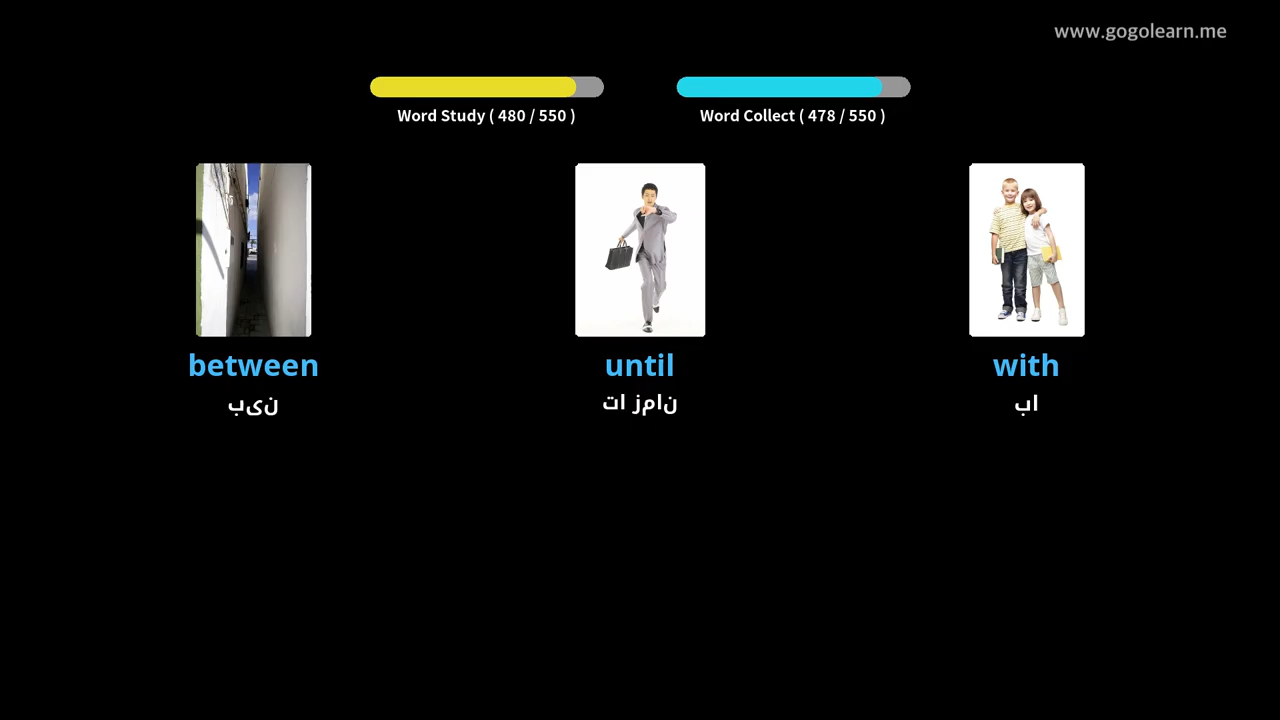 www.gogolearn.me
Word Study ( 480 / 550 )
Word Collect ( 478 / 550 )
between
نیب
until
نامز ات
with
اب